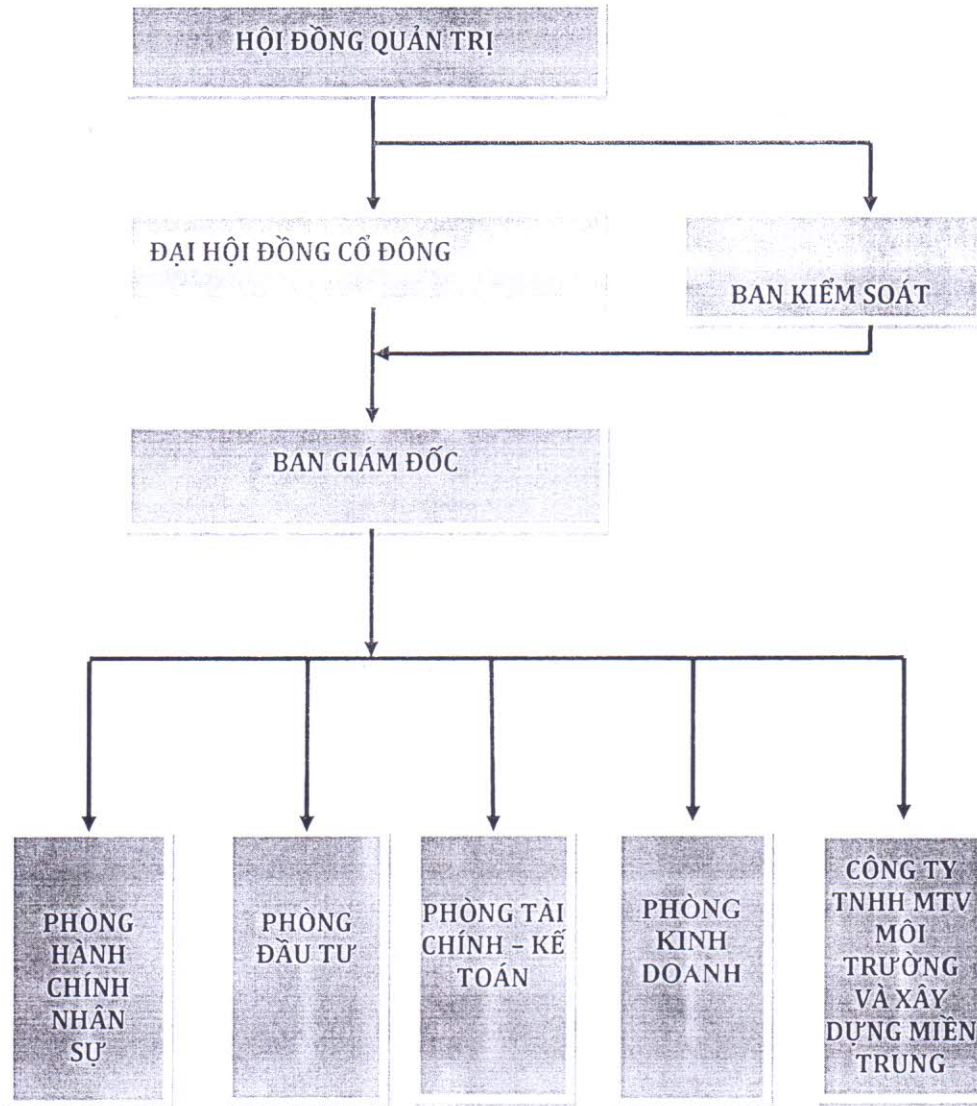 HỘI ĐỒNG QUẢN TRỊ
ĐẠI HỘI ĐỒNG CỔ ĐÔNG
BAN KIỂM SOÁT
BAN GIÁM ĐỐC
PHÒNG
HÀNH
CHÍNH
NHÂN
SỰ
PHÒNG
ĐẦU TƯ
PHÒNG TÀI
CHÍNH – KẾ
TOÁN
PHÒNG
KINH
DOANH
CÔNG TY
TNHH MTV
MÔI
TRƯỜNG
VÀ XÂY
DỰNG MIỀN
TRUNG